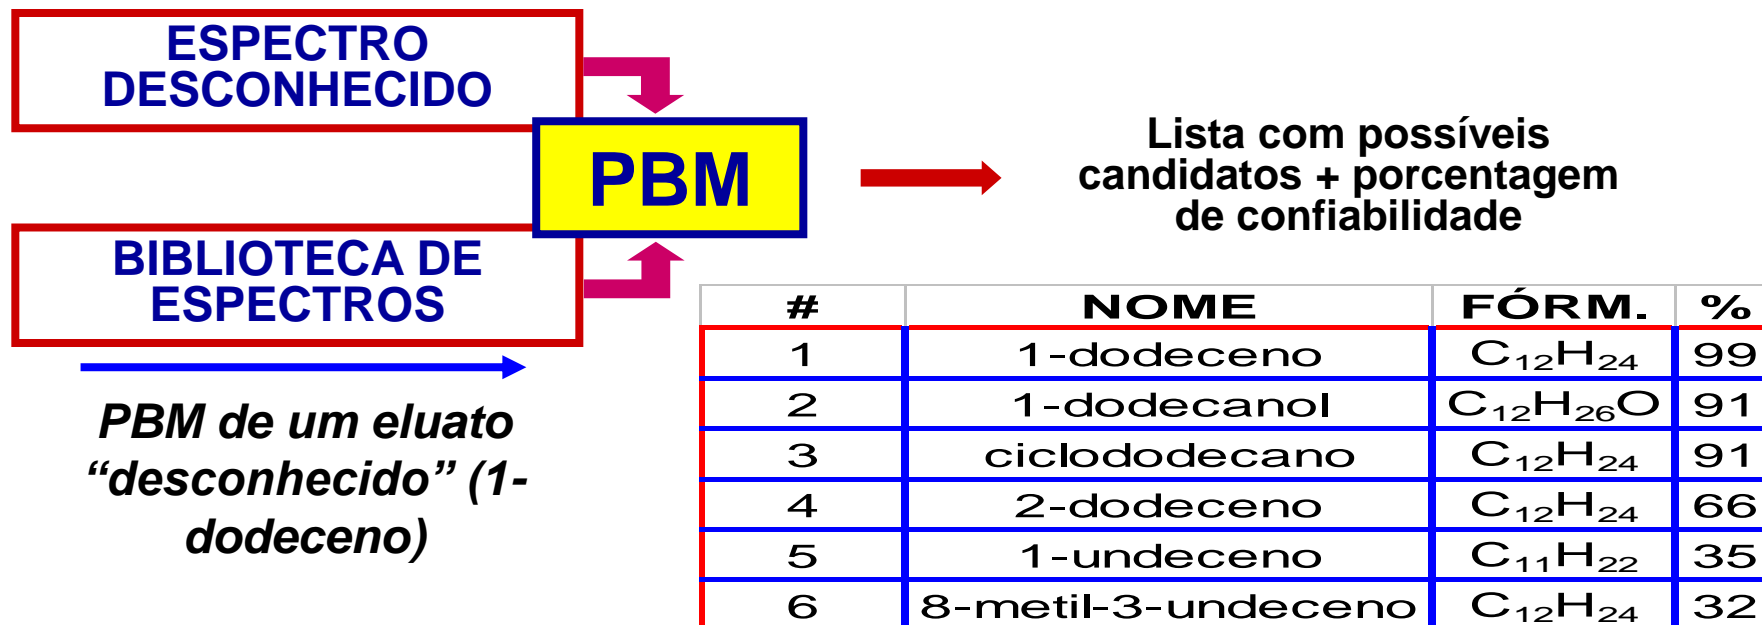 ESPECTRO
DESCONHECIDO
PBM
BIBLIOTECA DE
ESPECTROS
Lista com possíveis
candidatos + porcentagem
de confiabilidade
PBM de um eluato
“desconhecido” (1-
dodeceno)
# NOME FÓRM. %
1 1-dodeceno C₁₂H₂₄ 99
2 1-dodecanol C₁₂H₂₆O 91
3 ciclododecano C₁₂H₂₄ 91
4 2-dodeceno C₁₂H₂₄ 66
5 1-undeceno C₁₁H₂₂ 35
6 8-metil-3-undeceno C₁₂H₂₄ 32